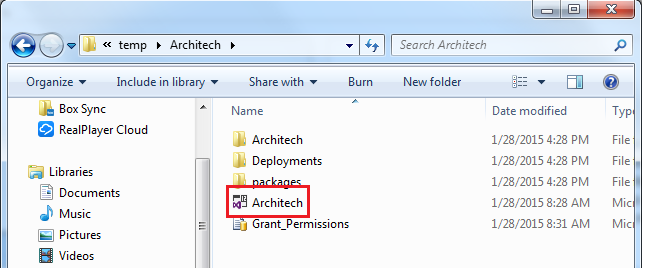 « temp ▸ Architech ▸
Search Architech
Organize Include in library Share with Burn New folder
Box Sync
RealPlayer Cloud
Libraries
Documents
Music
Pictures
Videos
Name Date modified Type
Architech 1/28/2015 4:28 PM File
Deployments 1/28/2015 4:28 PM File
packages 1/28/2015 4:28 PM File
Architech 1/28/2015 8:28 AM Micr
Grant_Permissions 1/28/2015 8:31 AM Micr